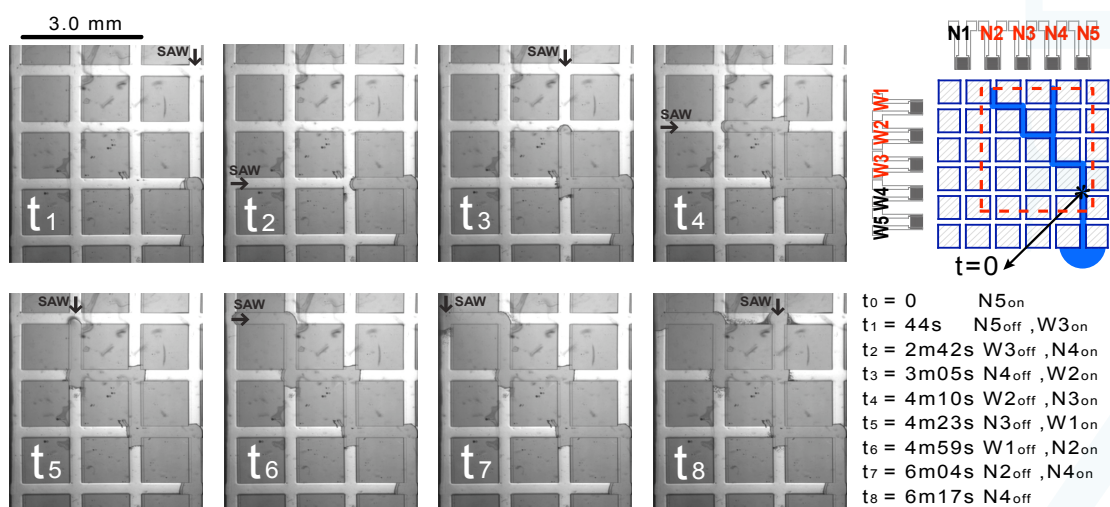 3.0 mm
SAW
t1
SAW
t2
SAW
t3
SAW
t4
N1 N2 N3 N4 N5
W1
W2
W3
W4
W5
t=0
SAW
t5
SAW
t6
SAW
t7
SAW
t8
t0 = 0 N5on
t1 = 44s N5off ,W3on
t2 = 2m42s W3off ,N4on
t3 = 3m05s N4off ,W2on
t4 = 4m10s W2off ,N3on
t5 = 4m23s N3off ,W1on
t6 = 4m59s W1off ,N2on
t7 = 6m04s N2off ,N4on
t8 = 6m17s N4off